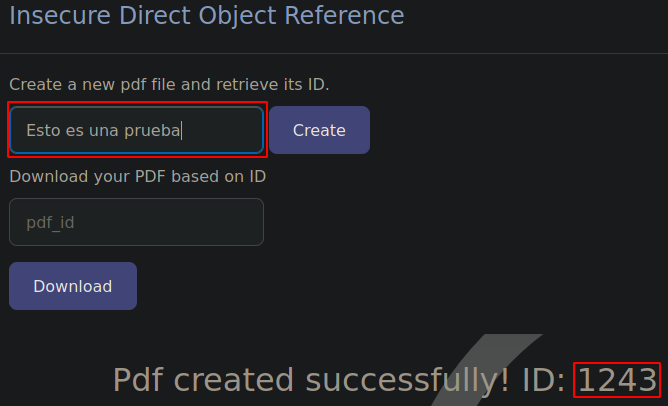 Insecure Direct Object Reference
Create a new pdf file and retrieve its ID.
Esto es una prueba
Create
Download your PDF based on ID
pdf_id
Download
Pdf created successfully! ID: 1243